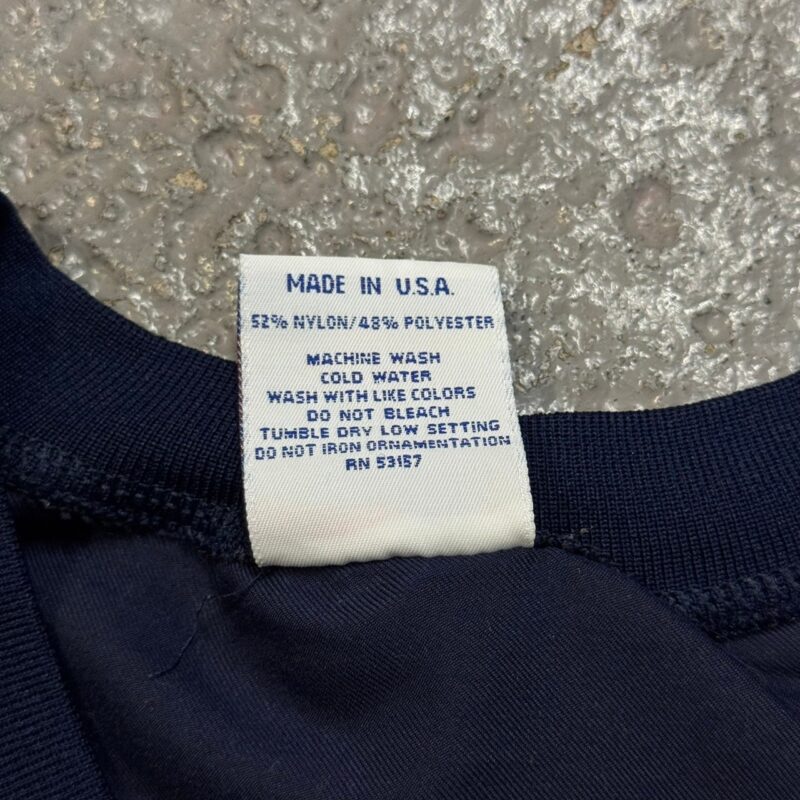 MADE IN U.S.A.
52% NYLON/48% POLYESTER
MACHINE WASH
COLD WATER
WASH WITH LIKE COLORS
DO NOT BLEACH
TUMBLE DRY LOW SETTING
DO NOT IRON ORNAMENTATION
RN 53157